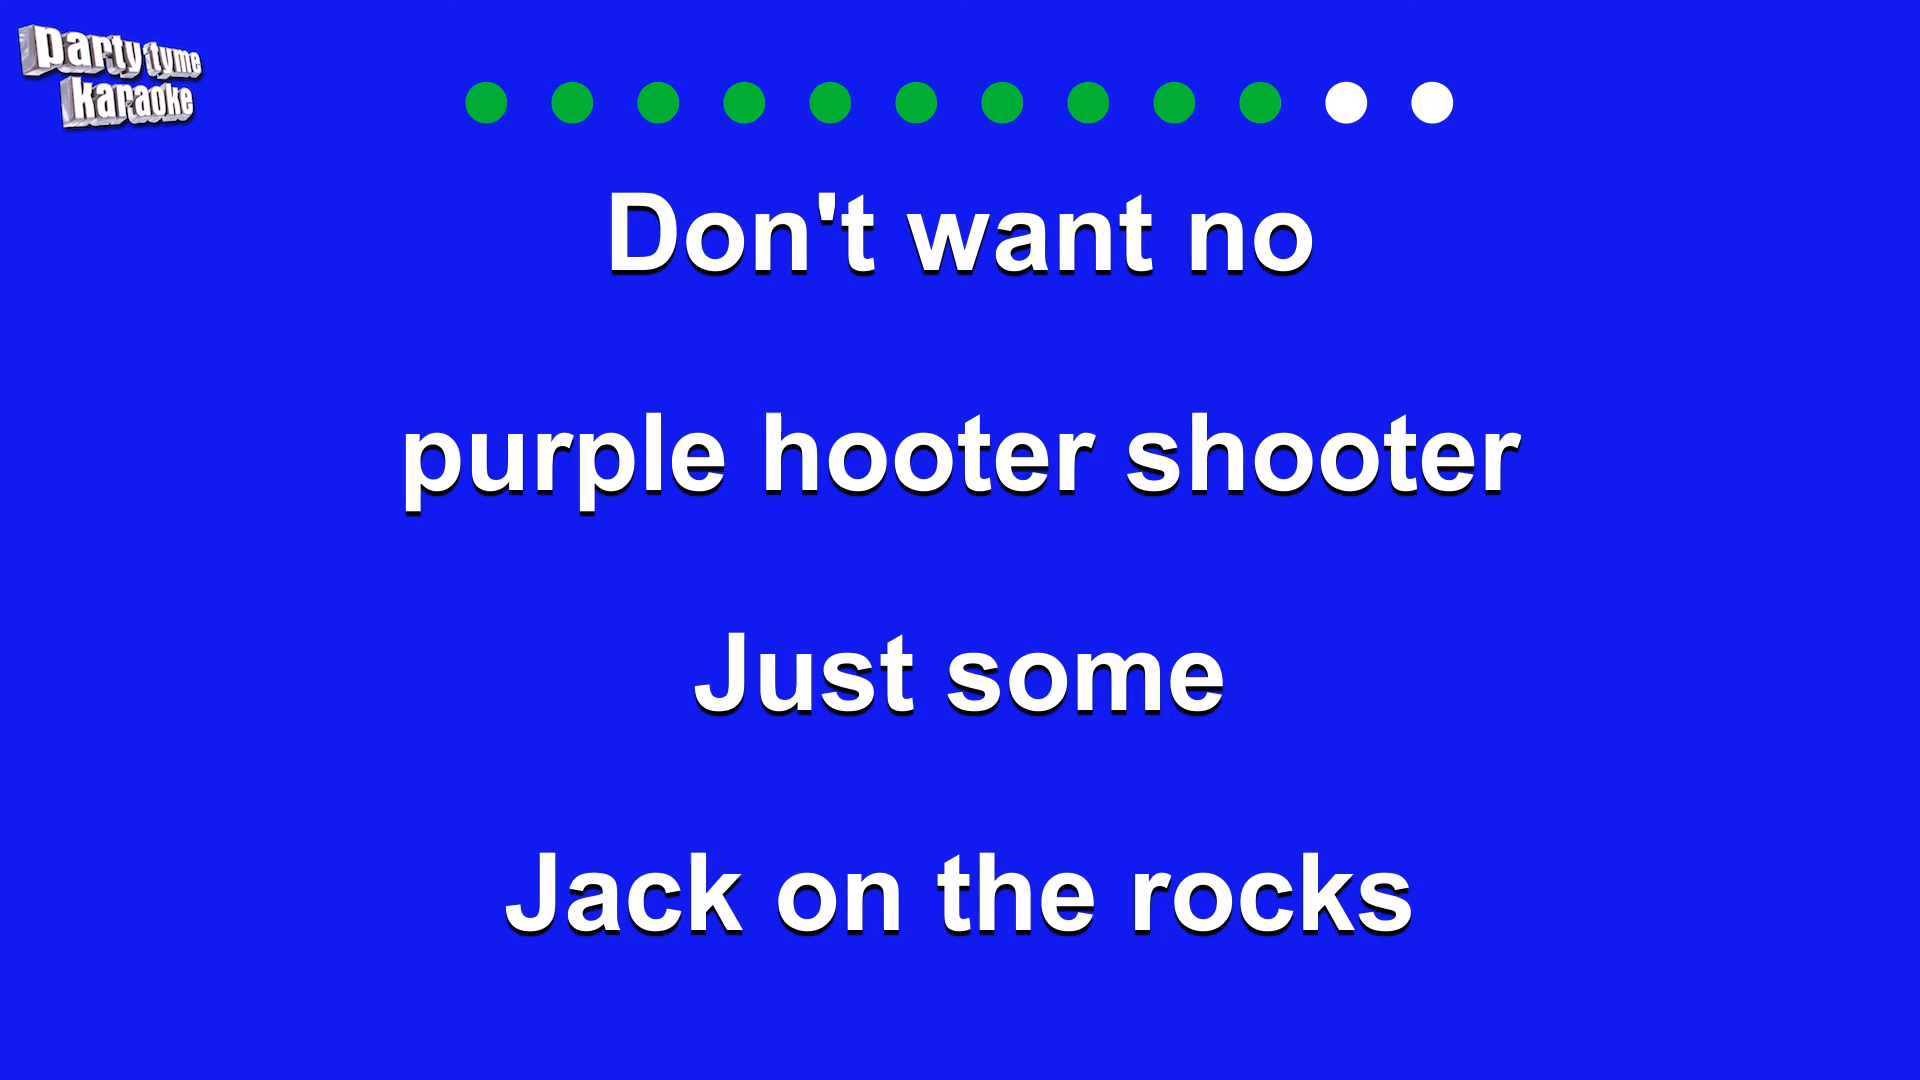 party tyme
karaoke
Don't want no
purple hooter shooter
Just some
Jack on the rocks